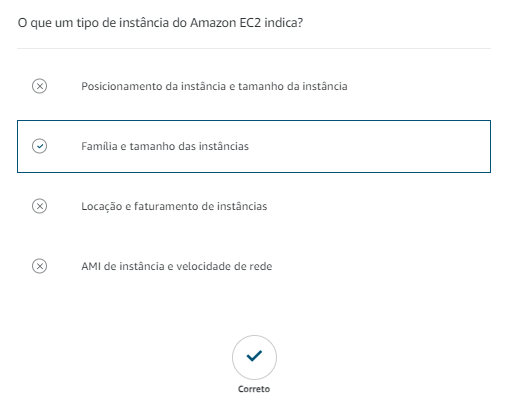 O que um tipo de instância do Amazon EC2 indica?
Posicionamento da instância e tamanho da instância
Família e tamanho das instâncias
Locação e faturamento de instâncias
AMI de instância e velocidade de rede
Correto